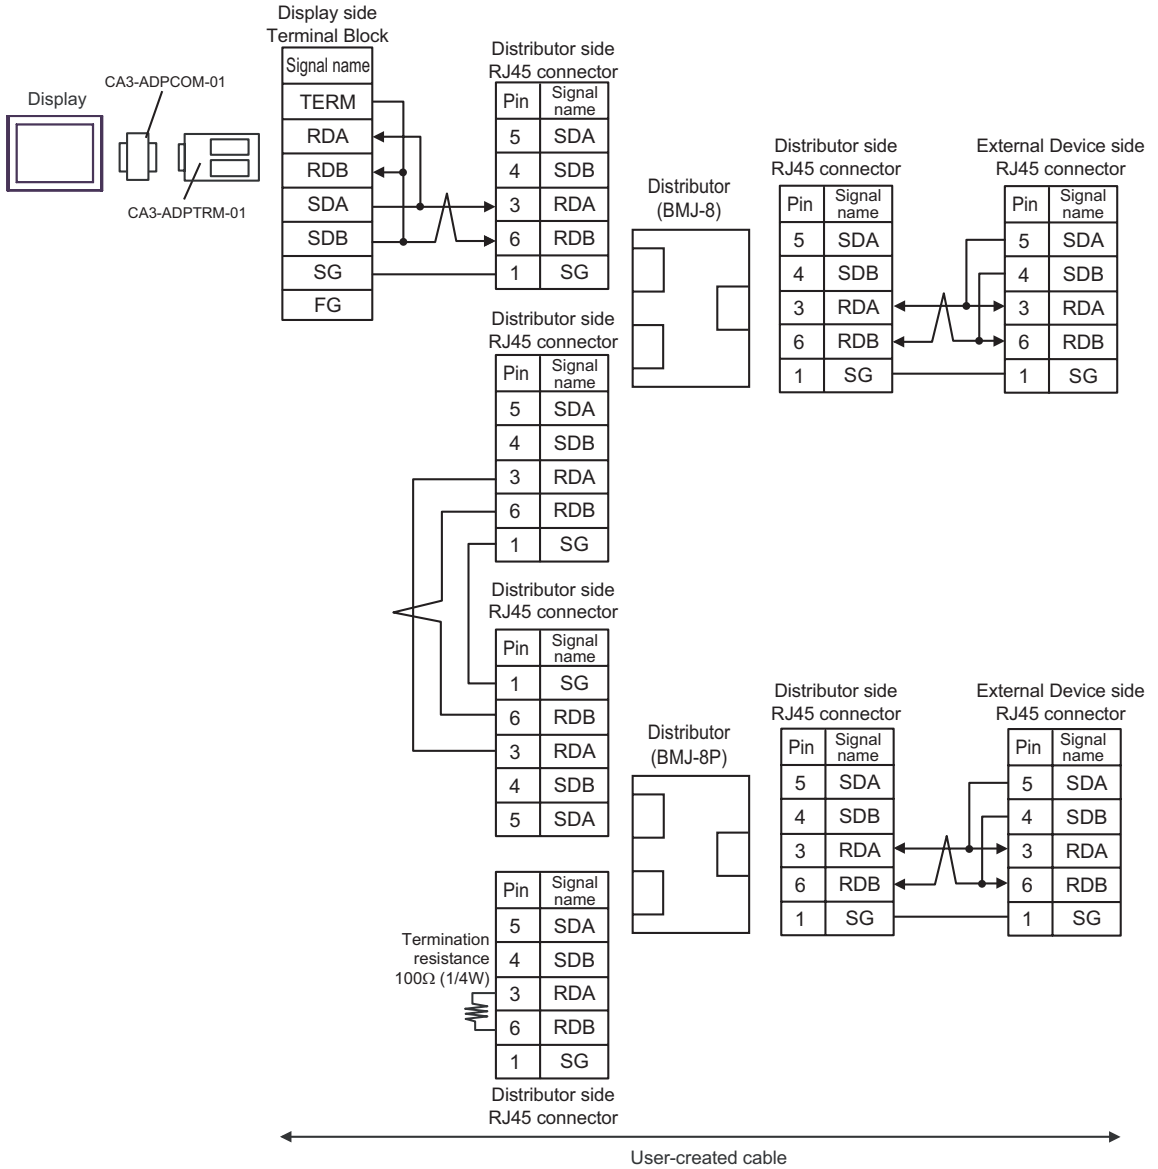 Display
CA3-ADPCOM-01
CA3-ADPTRM-01
Display side
Terminal Block
Signal name
TERM
RDA
RDB
SDA
SDB
SG
FG
Distributor side
RJ45 connector
Pin Signal name
5 SDA
4 SDB
3 RDA
6 RDB
1 SG
Distributor
(BMJ-8)
Distributor side
RJ45 connector
Pin Signal name
5 SDA
4 SDB
3 RDA
6 RDB
1 SG
External Device side
RJ45 connector
Pin Signal name
5 SDA
4 SDB
3 RDA
6 RDB
1 SG
Distributor side
RJ45 connector
Pin Signal name
5 SDA
4 SDB
3 RDA
6 RDB
1 SG
Distributor side
RJ45 connector
Pin Signal name
1 SG
6 RDB
3 RDA
4 SDB
5 SDA
Distributor
(BMJ-8P)
Distributor side
RJ45 connector
Pin Signal name
5 SDA
4 SDB
3 RDA
6 RDB
1 SG
External Device side
RJ45 connector
Pin Signal name
5 SDA
4 SDB
3 RDA
6 RDB
1 SG
Termination
resistance
100Ω (1/4W)
Pin Signal name
5 SDA
4 SDB
3 RDA
6 RDB
1 SG
Distributor side
RJ45 connector
User-created cable